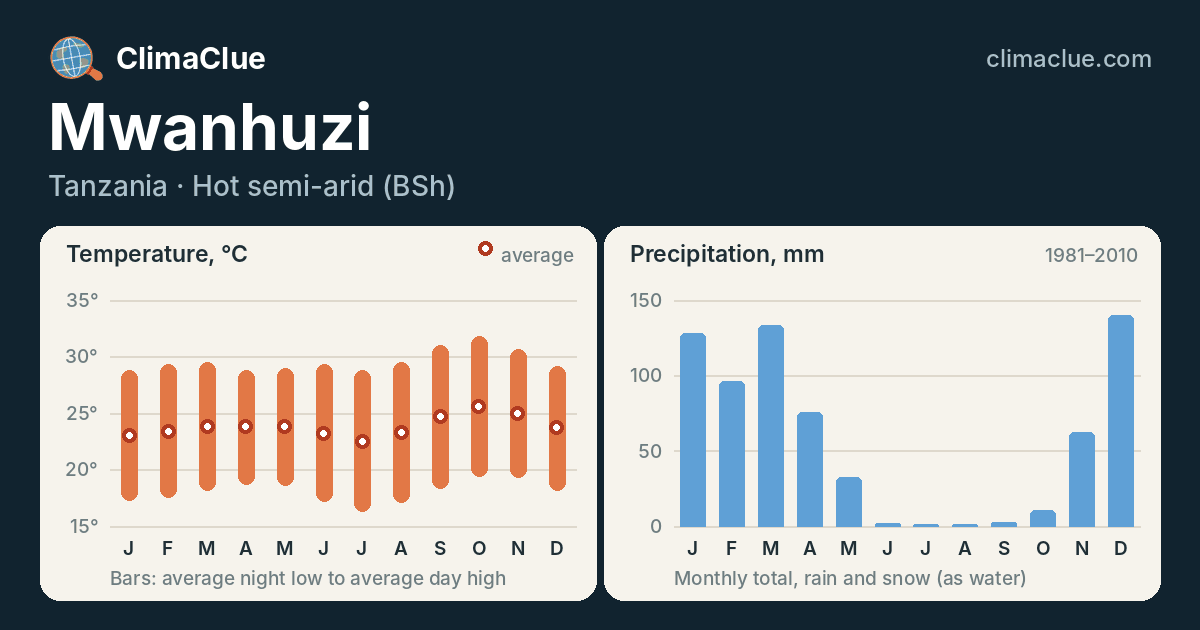 ClimaClue
climaclue.com
Mwanhuzi
Tanzania · Hot semi-arid (BSh)
Temperature, °C
average
35°
30°
25°
20°
15°
J F M A M J J A S O N D
Bars: average night low to average day high
Precipitation, mm
1981–2010
150
100
50
0
J F M A M J J A S O N D
Monthly total, rain and snow (as water)